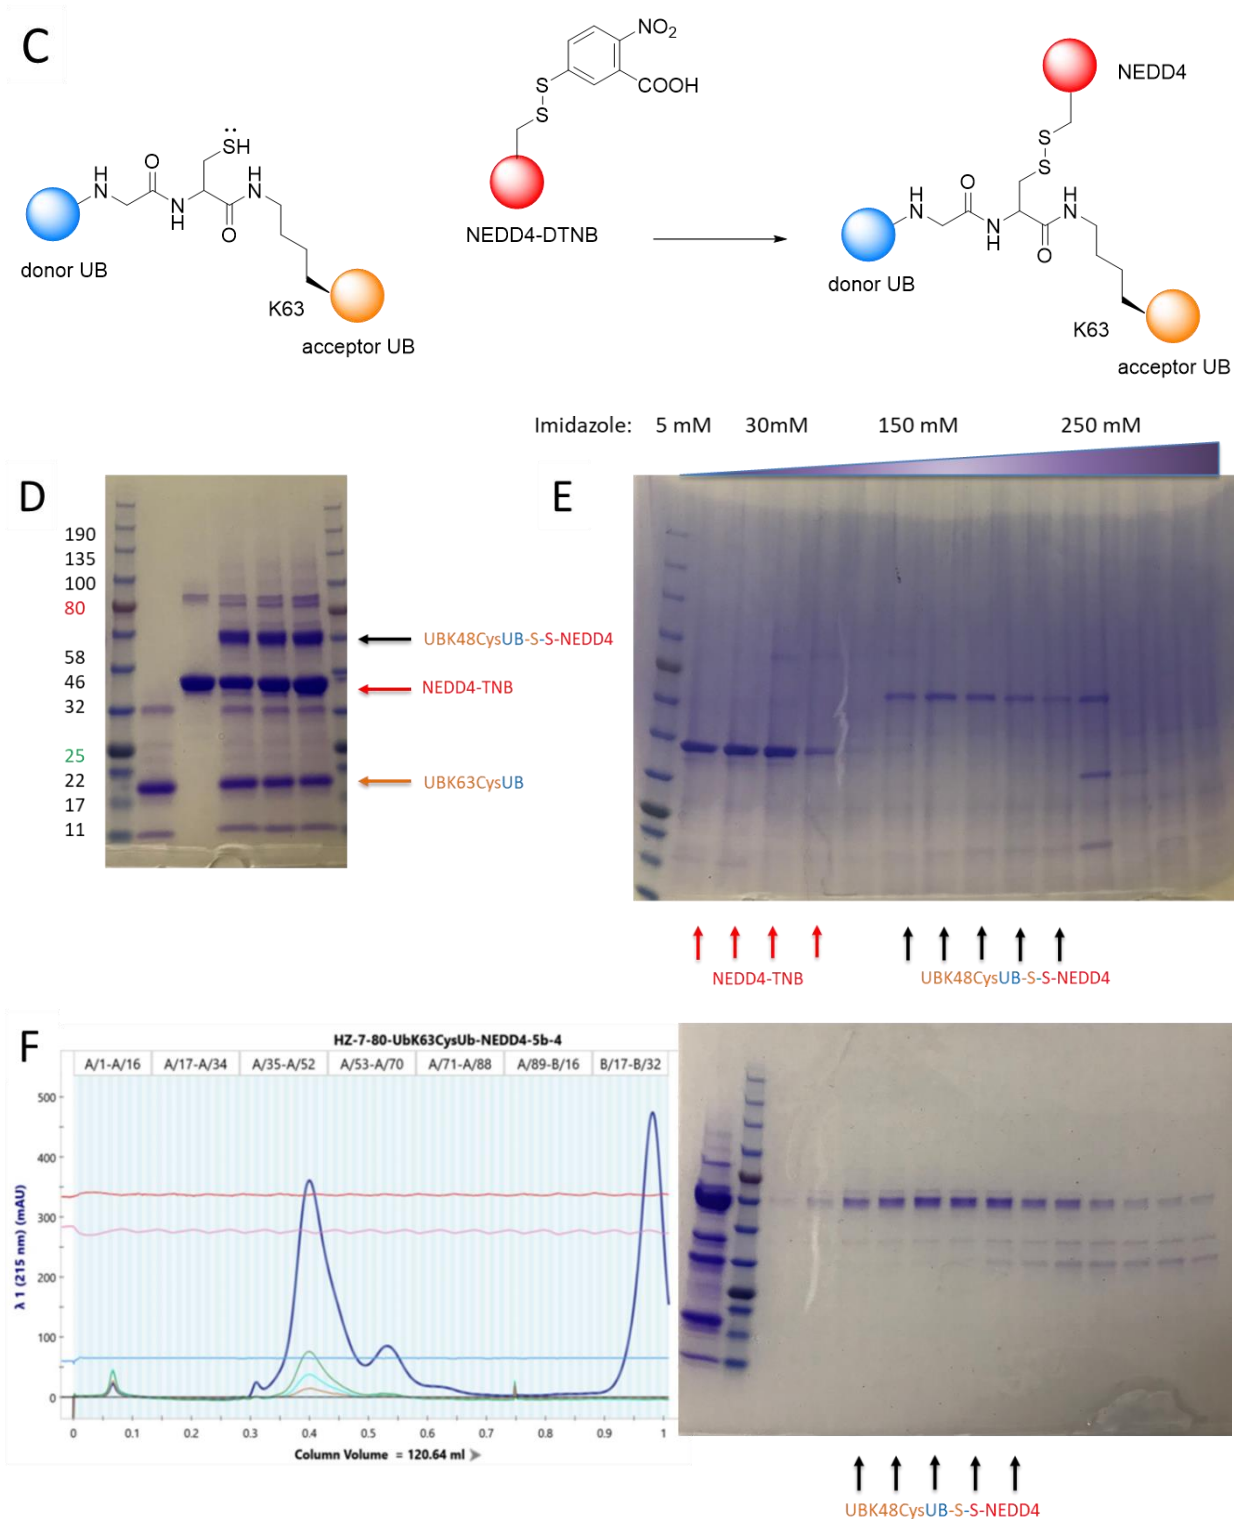 C
NO2
COOH
S
S
NEDD4-DTNB
SH
O
H
N
N
H
O
H
N
donor UB
K63
acceptor UB
NEDD4
S
S
O
H
N
N
H
O
H
N
donor UB
K63
acceptor UB
Imidazole: 5 mM 30mM 150 mM 250 mM
D
190
135
100
80
58
46
32
25
22
17
11
UBK48CysUB-S-S-NEDD4
NEDD4-TNB
UBK63CysUB
E
NEDD4-TNB
UBK48CysUB-S-S-NEDD4
F
HZ-7-80-UbK63CysUb-NEDD4-5b-4
A/1-A/16 A/17-A/34 A/35-A/52 A/53-A/70 A/71-A/88 A/89-B/16 B/17-B/32
λ 1 (215 nm) (mAU)
500
400
300
200
100
0
0 0.1 0.2 0.3 0.4 0.5 0.6 0.7 0.8 0.9 1
Column Volume = 120.64 ml
UBK48CysUB-S-S-NEDD4